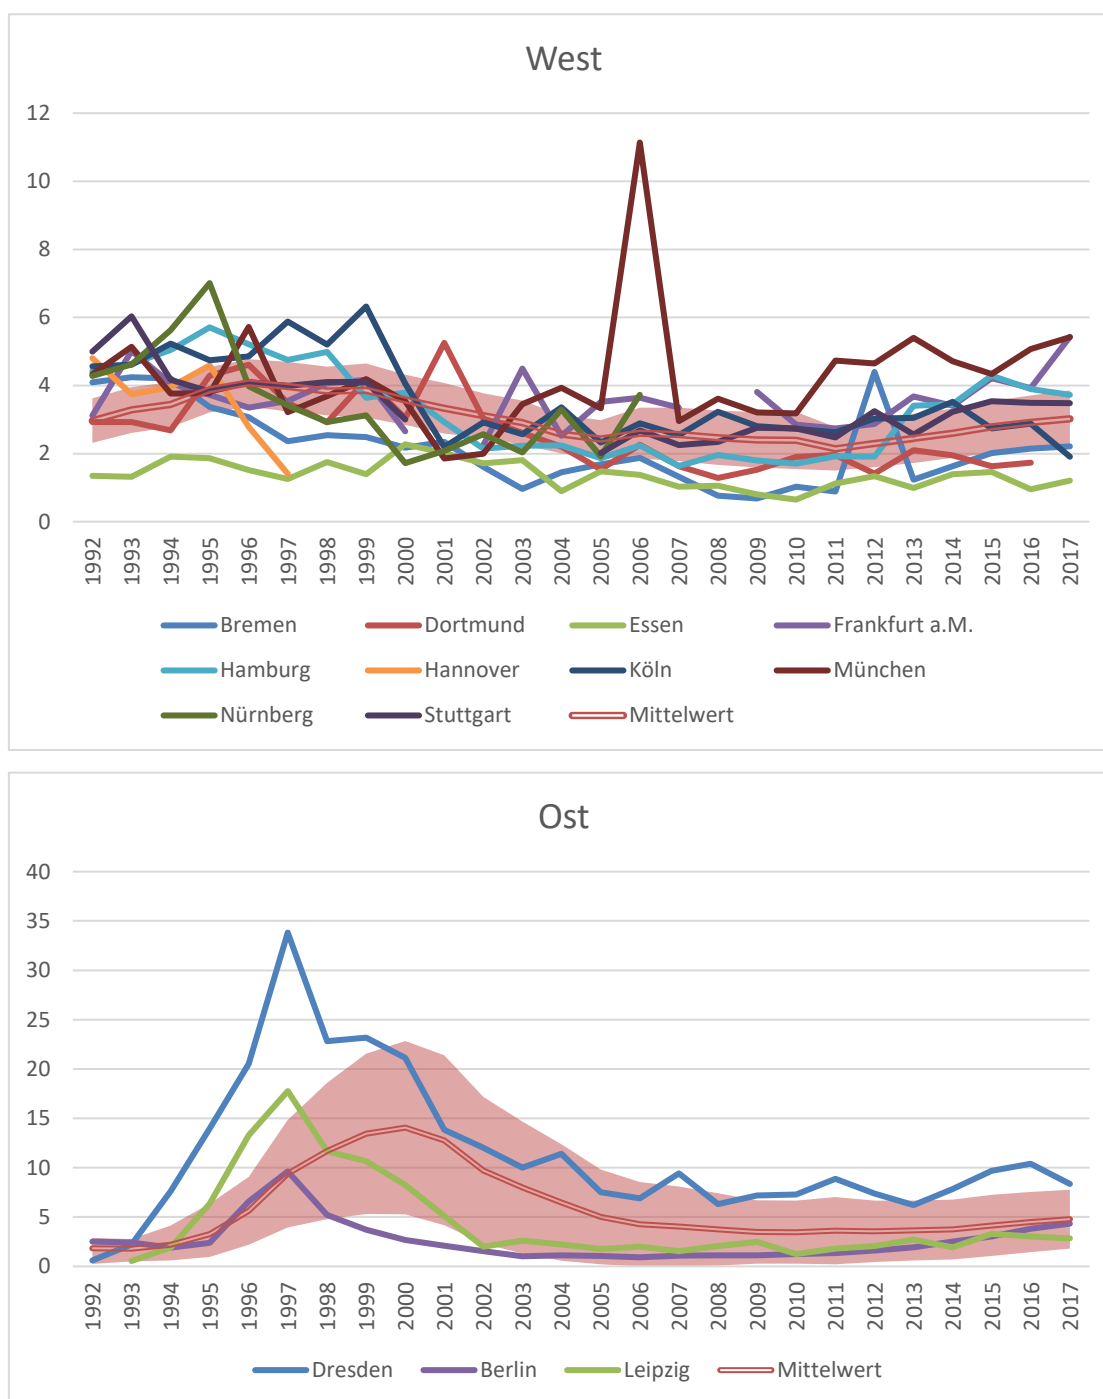 West
12
10
8
6
4
2
0
1992 1993 1994 1995 1996 1997 1998 1999 2000 2001 2002 2003 2004 2005 2006 2007 2008 2009 2010 2011 2012 2013 2014 2015 2016 2017
Bremen Dortmund Essen Frankfurt a.M.
Hamburg Hannover Köln München
Nürnberg Stuttgart Mittelwert
Ost
40
35
30
25
20
15
10
5
0
1992 1993 1994 1995 1996 1997 1998 1999 2000 2001 2002 2003 2004 2005 2006 2007 2008 2009 2010 2011 2012 2013 2014 2015 2016 2017
Dresden Berlin Leipzig Mittelwert